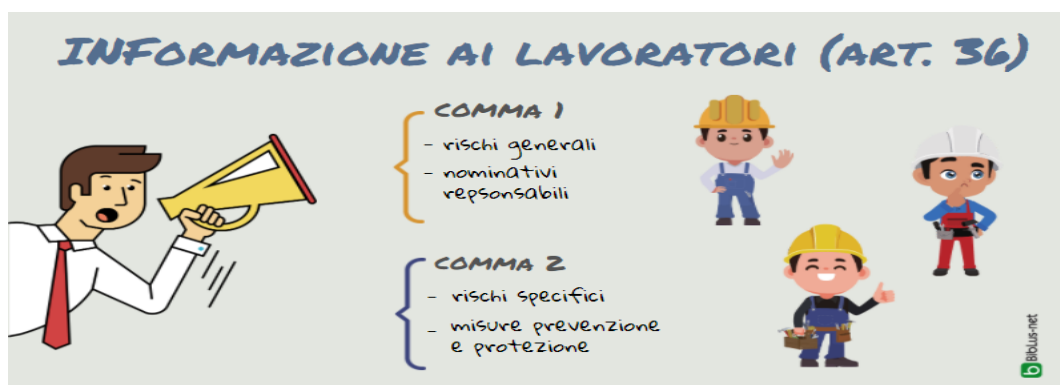 INFORMAZIONE AI LAVORATORI (ART. 36)
COMMA 1
- rischi generali
- nominativi
repsonsabili
COMMA 2
- rischi specifici
- misure prevenzione
e protezione
BibLus-net